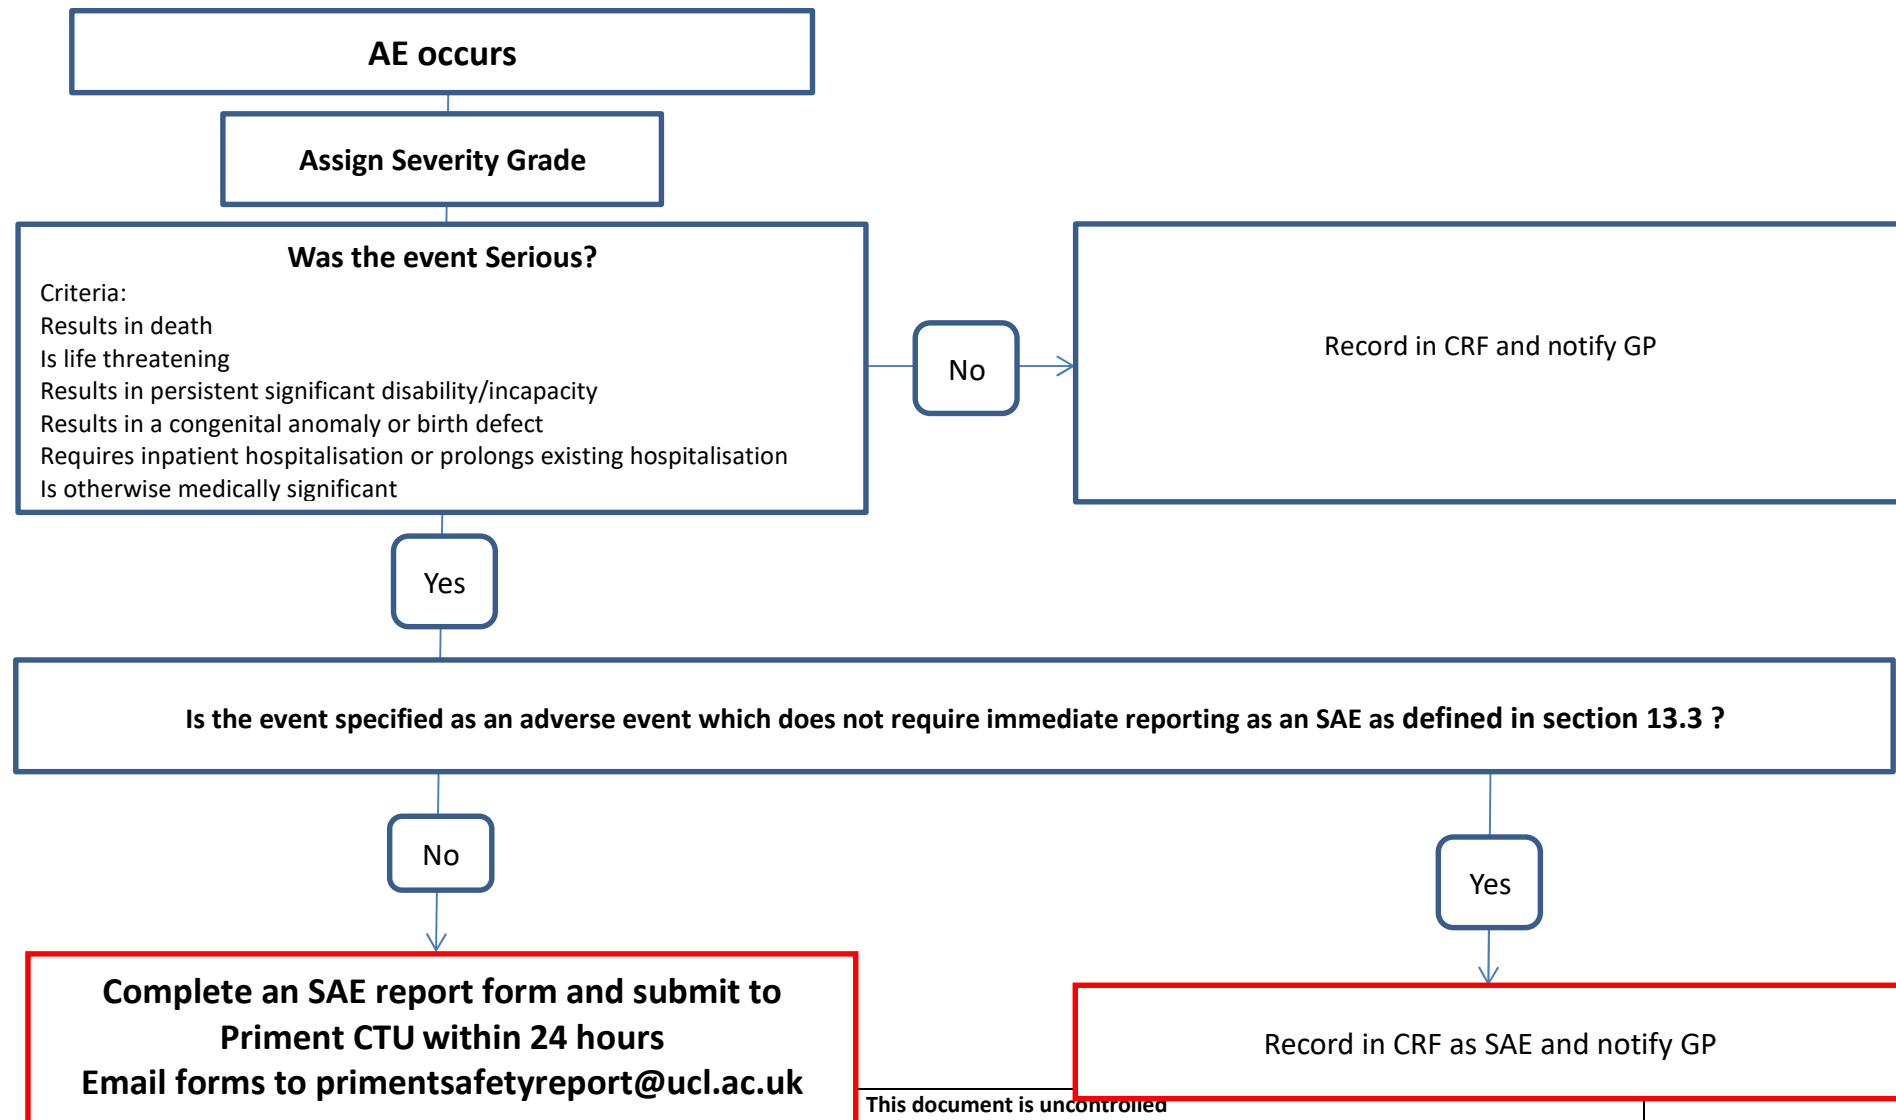 AE occurs
Assign Severity Grade
Was the event Serious?
Criteria:
Results in death
Is life threatening
Results in persistent significant disability/incapacity
Results in a congenital anomaly or birth defect
Requires inpatient hospitalisation or prolongs existing hospitalisation
Is otherwise medically significant
No
Record in CRF and notify GP
Yes
Is the event specified as an adverse event which does not require immediate reporting as an SAE as defined in section 13.3 ?
No
Yes
Complete an SAE report form and submit to
Priment CTU within 24 hours
Email forms to primentsafetyreport@ucl.ac.uk
Record in CRF as SAE and notify GP
This document is uncontrolled